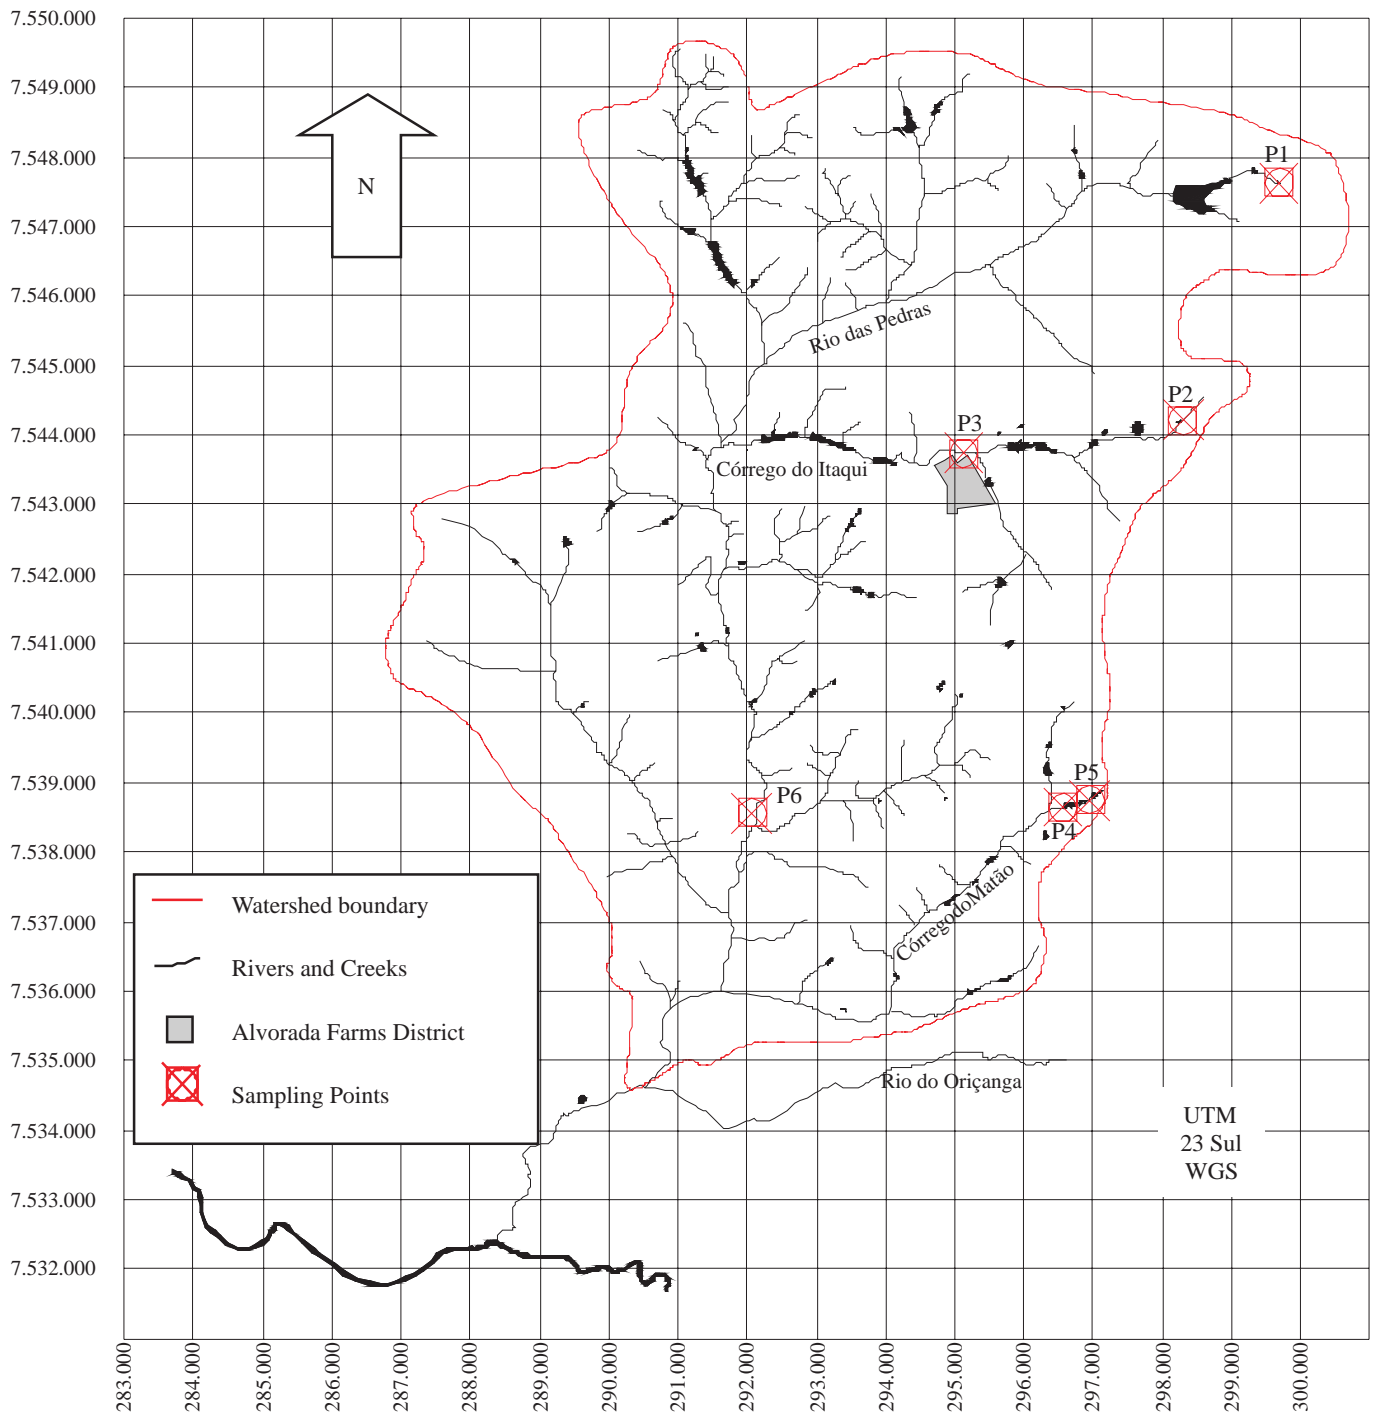 7.550.000
7.549.000
7.548.000
7.547.000
7.546.000
7.545.000
7.544.000
7.543.000
7.542.000
7.541.000
7.540.000
7.539.000
7.538.000
7.537.000
7.536.000
7.535.000
7.534.000
7.533.000
7.532.000
N
P1
Rio das Pedras
P2
P3
Córrego do Itaqui
P5
P6
P4
CórregodoMatão
Rio do Oriçanga
Watershed boundary
Rivers and Creeks
Alvorada Farms District
Sampling Points
UTM
23 Sul
WGS
283.000
284.000
285.000
286.000
287.000
288.000
289.000
290.000
291.000
292.000
293.000
294.000
295.000
296.000
297.000
298.000
299.000
300.000